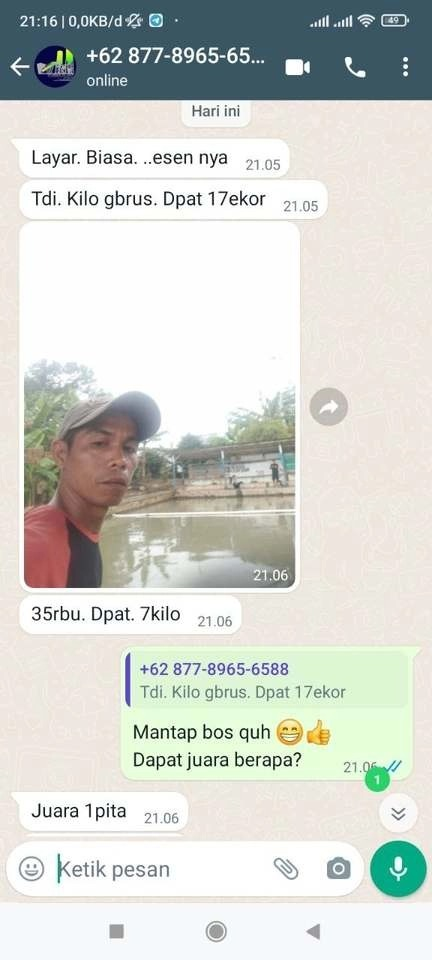 21:16 | 0,0KB/d
49
+62 877-8965-65...
online
Hari ini
Layar. Biasa. ..esen nya 21.05
Tdi. Kilo gbrus. Dpat 17ekor 21.05
21.06
35rbu. Dpat. 7kilo 21.06
+62 877-8965-6588
Tdi. Kilo gbrus. Dpat 17ekor
Mantap bos quh 😁👍
Dapat juara berapa? 21.06
1
Juara 1pita 21.06
Ketik pesan